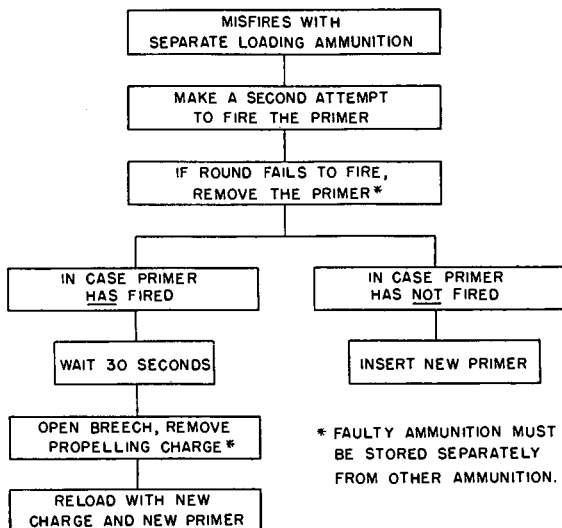 MISFIRES WITH
SEPARATE LOADING AMMUNITION
MAKE A SECOND ATTEMPT
TO FIRE THE PRIMER
IF ROUND FAILS TO FIRE,
REMOVE THE PRIMER*
IN CASE PRIMER
HAS FIRED
IN CASE PRIMER
HAS NOT FIRED
WAIT 30 SECONDS
INSERT NEW PRIMER
OPEN BREECH, REMOVE
PROPELLING CHARGE*
RELOAD WITH NEW
CHARGE AND NEW PRIMER
* FAULTY AMMUNITION MUST
BE STORED SEPARATELY
FROM OTHER AMMUNITION.